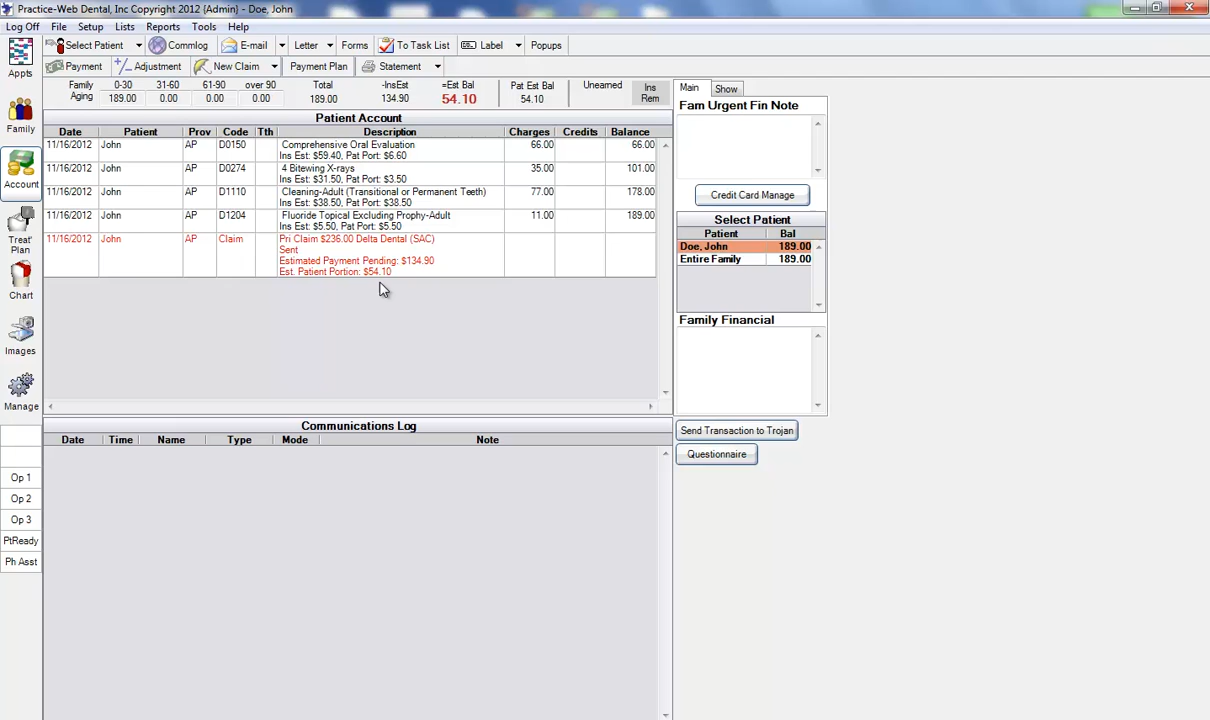 Practice-Web Dental, Inc Copyright 2012 {Admin} - Doe, John
Log Off File Setup Lists Reports Tools Help
Select Patient Commlog E-mail Letter Forms To Task List Label Popups
Payment Adjustment New Claim Payment Plan Statement
Family Aging 0-30 31-60 61-90 over 90 Total -InsEst =Est Bal Pat Est Bal Unearned Ins Rem
189.00 0.00 0.00 0.00 189.00 134.90 54.10 54.10
Main Show
Appts
Family
Account
Treat' Plan
Chart
Images
Manage
Op 1
Op 2
Op 3
PtReady
Ph Asst
Patient Account
Date Patient Prov Code Tth Description Charges Credits Balance
11/16/2012 John AP D0150 Comprehensive Oral Evaluation 66.00 66.00
Ins Est: $59.40, Pat Port: $6.60
11/16/2012 John AP D0274 4 Bitewing X-rays 35.00 101.00
Ins Est: $31.50, Pat Port: $3.50
11/16/2012 John AP D1110 Cleaning-Adult (Transitional or Permanent Teeth) 77.00 178.00
Ins Est: $38.50, Pat Port: $38.50
11/16/2012 John AP D1204 Fluoride Topical Excluding Prophy-Adult 11.00 189.00
Ins Est: $5.50, Pat Port: $5.50
11/16/2012 John AP Claim Pri Claim $236.00 Delta Dental (SAC)
Sent
Estimated Payment Pending: $134.90
Est. Patient Portion: $54.10
Communications Log
Date Time Name Type Mode Note
Fam Urgent Fin Note
Credit Card Manage
Select Patient
Patient Bal
Doe, John 189.00
Entire Family 189.00
Family Financial
Send Transaction to Trojan
Questionnaire